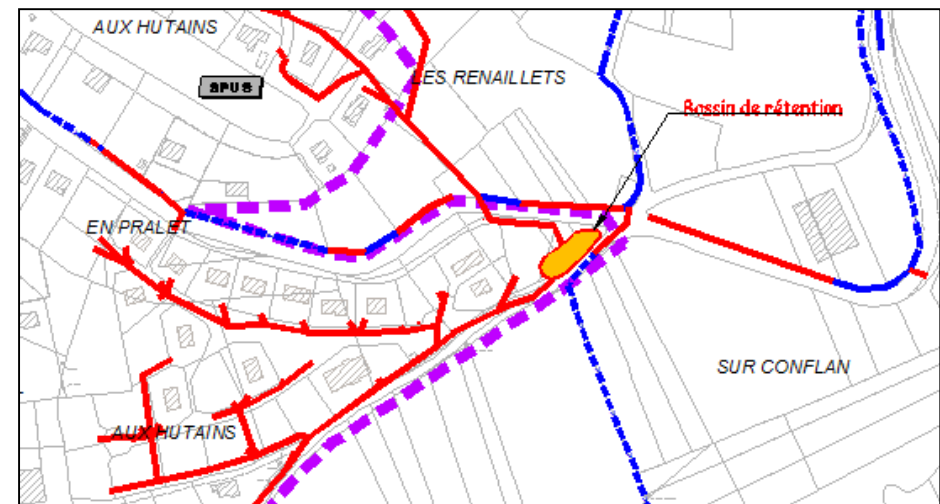 AUX HUTAINS
SPUS
LES RENAILLETS
Bassin de rétention
EN PRALET
SUR CONFLAN
AUX HUTAINS